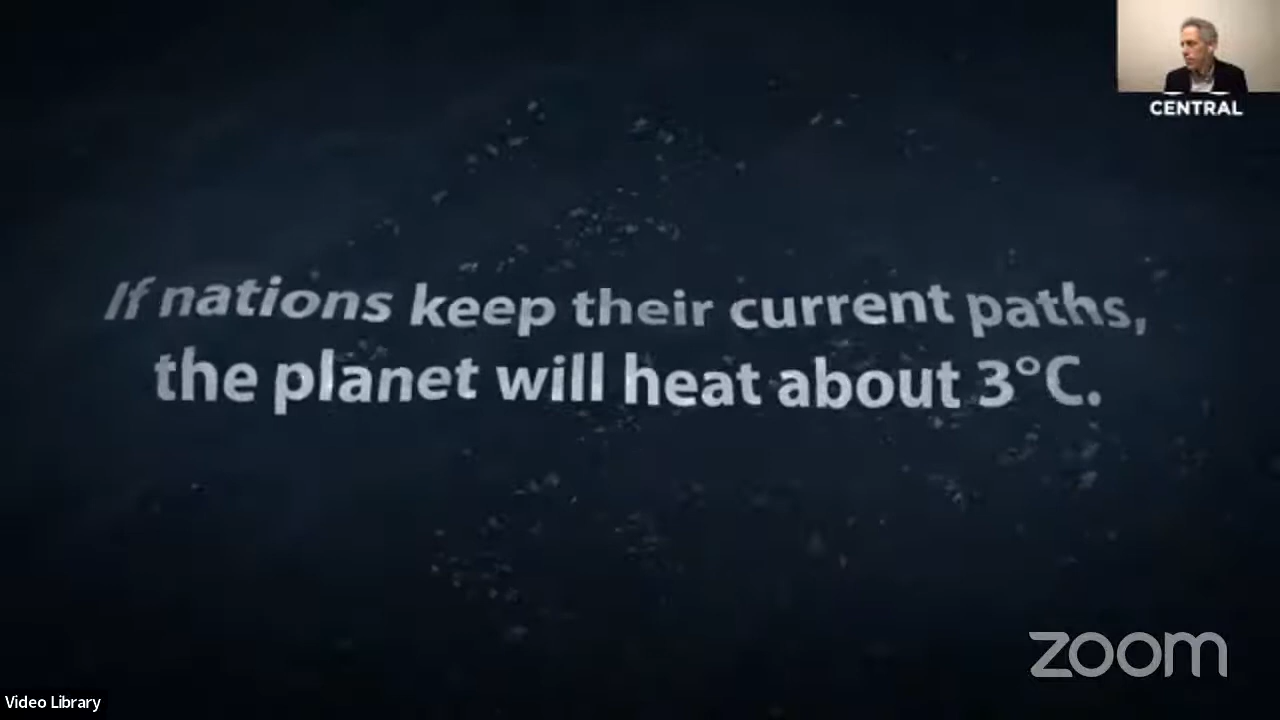 CENTRAL
If nations keep their current paths,
the planet will heat about 3°C.
zoom
Video Library